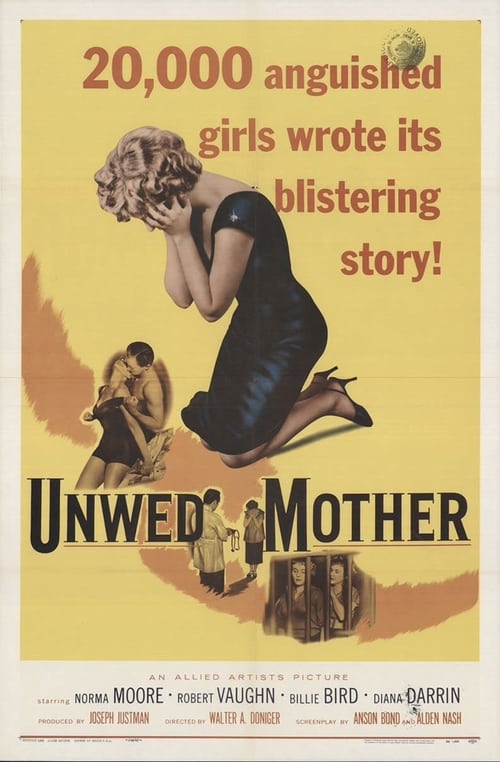 20,000 anguished
girls wrote its
blistering
story!
UNWED MOTHER
AN ALLIED ARTISTS PICTURE
starring NORMA MOORE · ROBERT VAUGHN · BILLIE BIRD · DIANA DARRIN
PRODUCED BY JOSEPH JUSTMAN DIRECTED BY WALTER A. DONIGER SCREENPLAY BY ANSON BOND AND ALDEN NASH